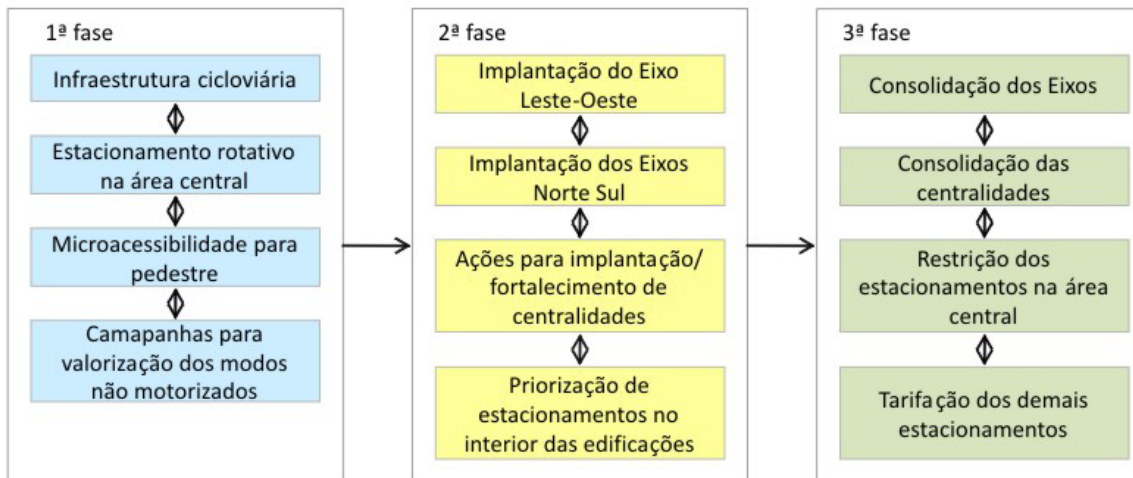 1ª fase
Infraestrutura cicloviária
Estacionamento rotativo
na área central
Microacessibilidade para
pedestre
Camapanhas para
valorização dos modos
não motorizados
2ª fase
Implantação do Eixo
Leste-Oeste
Implantação dos Eixos
Norte Sul
Ações para implantação/
fortalecimento de
centralidades
Priorização de
estacionamentos no
interior das edificações
3ª fase
Consolidação dos Eixos
Consolidação das
centralidades
Restrição dos
estacionamentos na área
central
Tarifação dos demais
estacionamentos